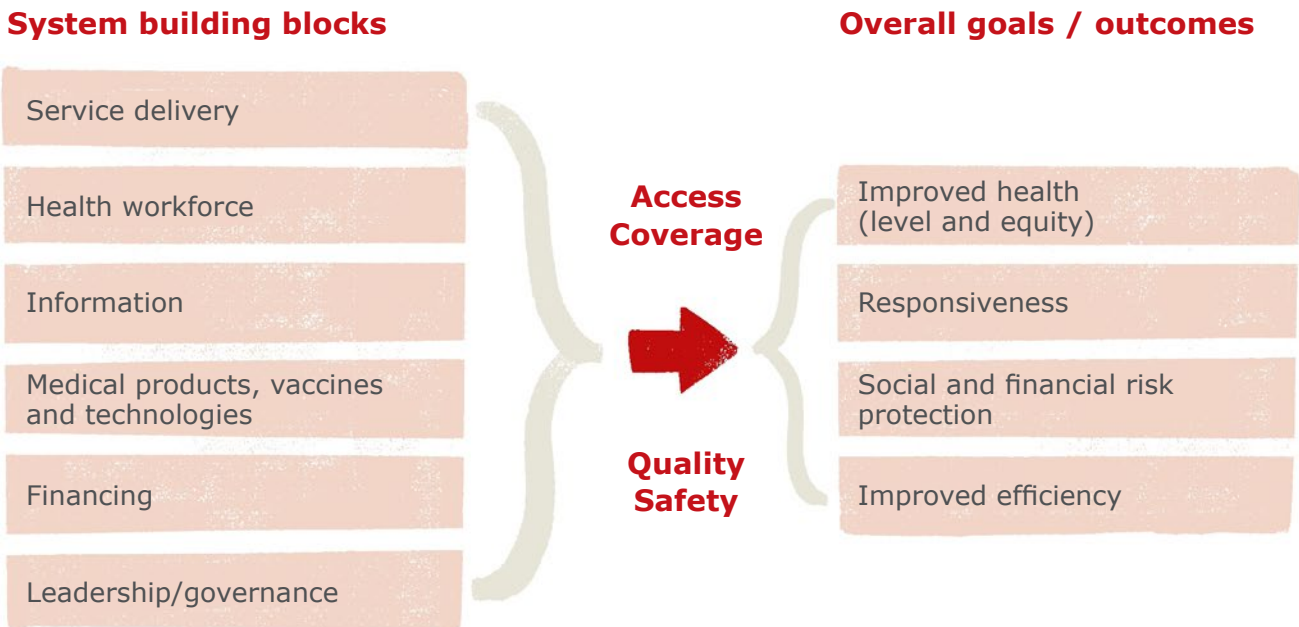 System building blocks
Service delivery
Health workforce
Information
Medical products, vaccines
and technologies
Financing
Leadership/governance
Access
Coverage
Quality
Safety
Overall goals / outcomes
Improved health
(level and equity)
Responsiveness
Social and financial risk
protection
Improved efficiency